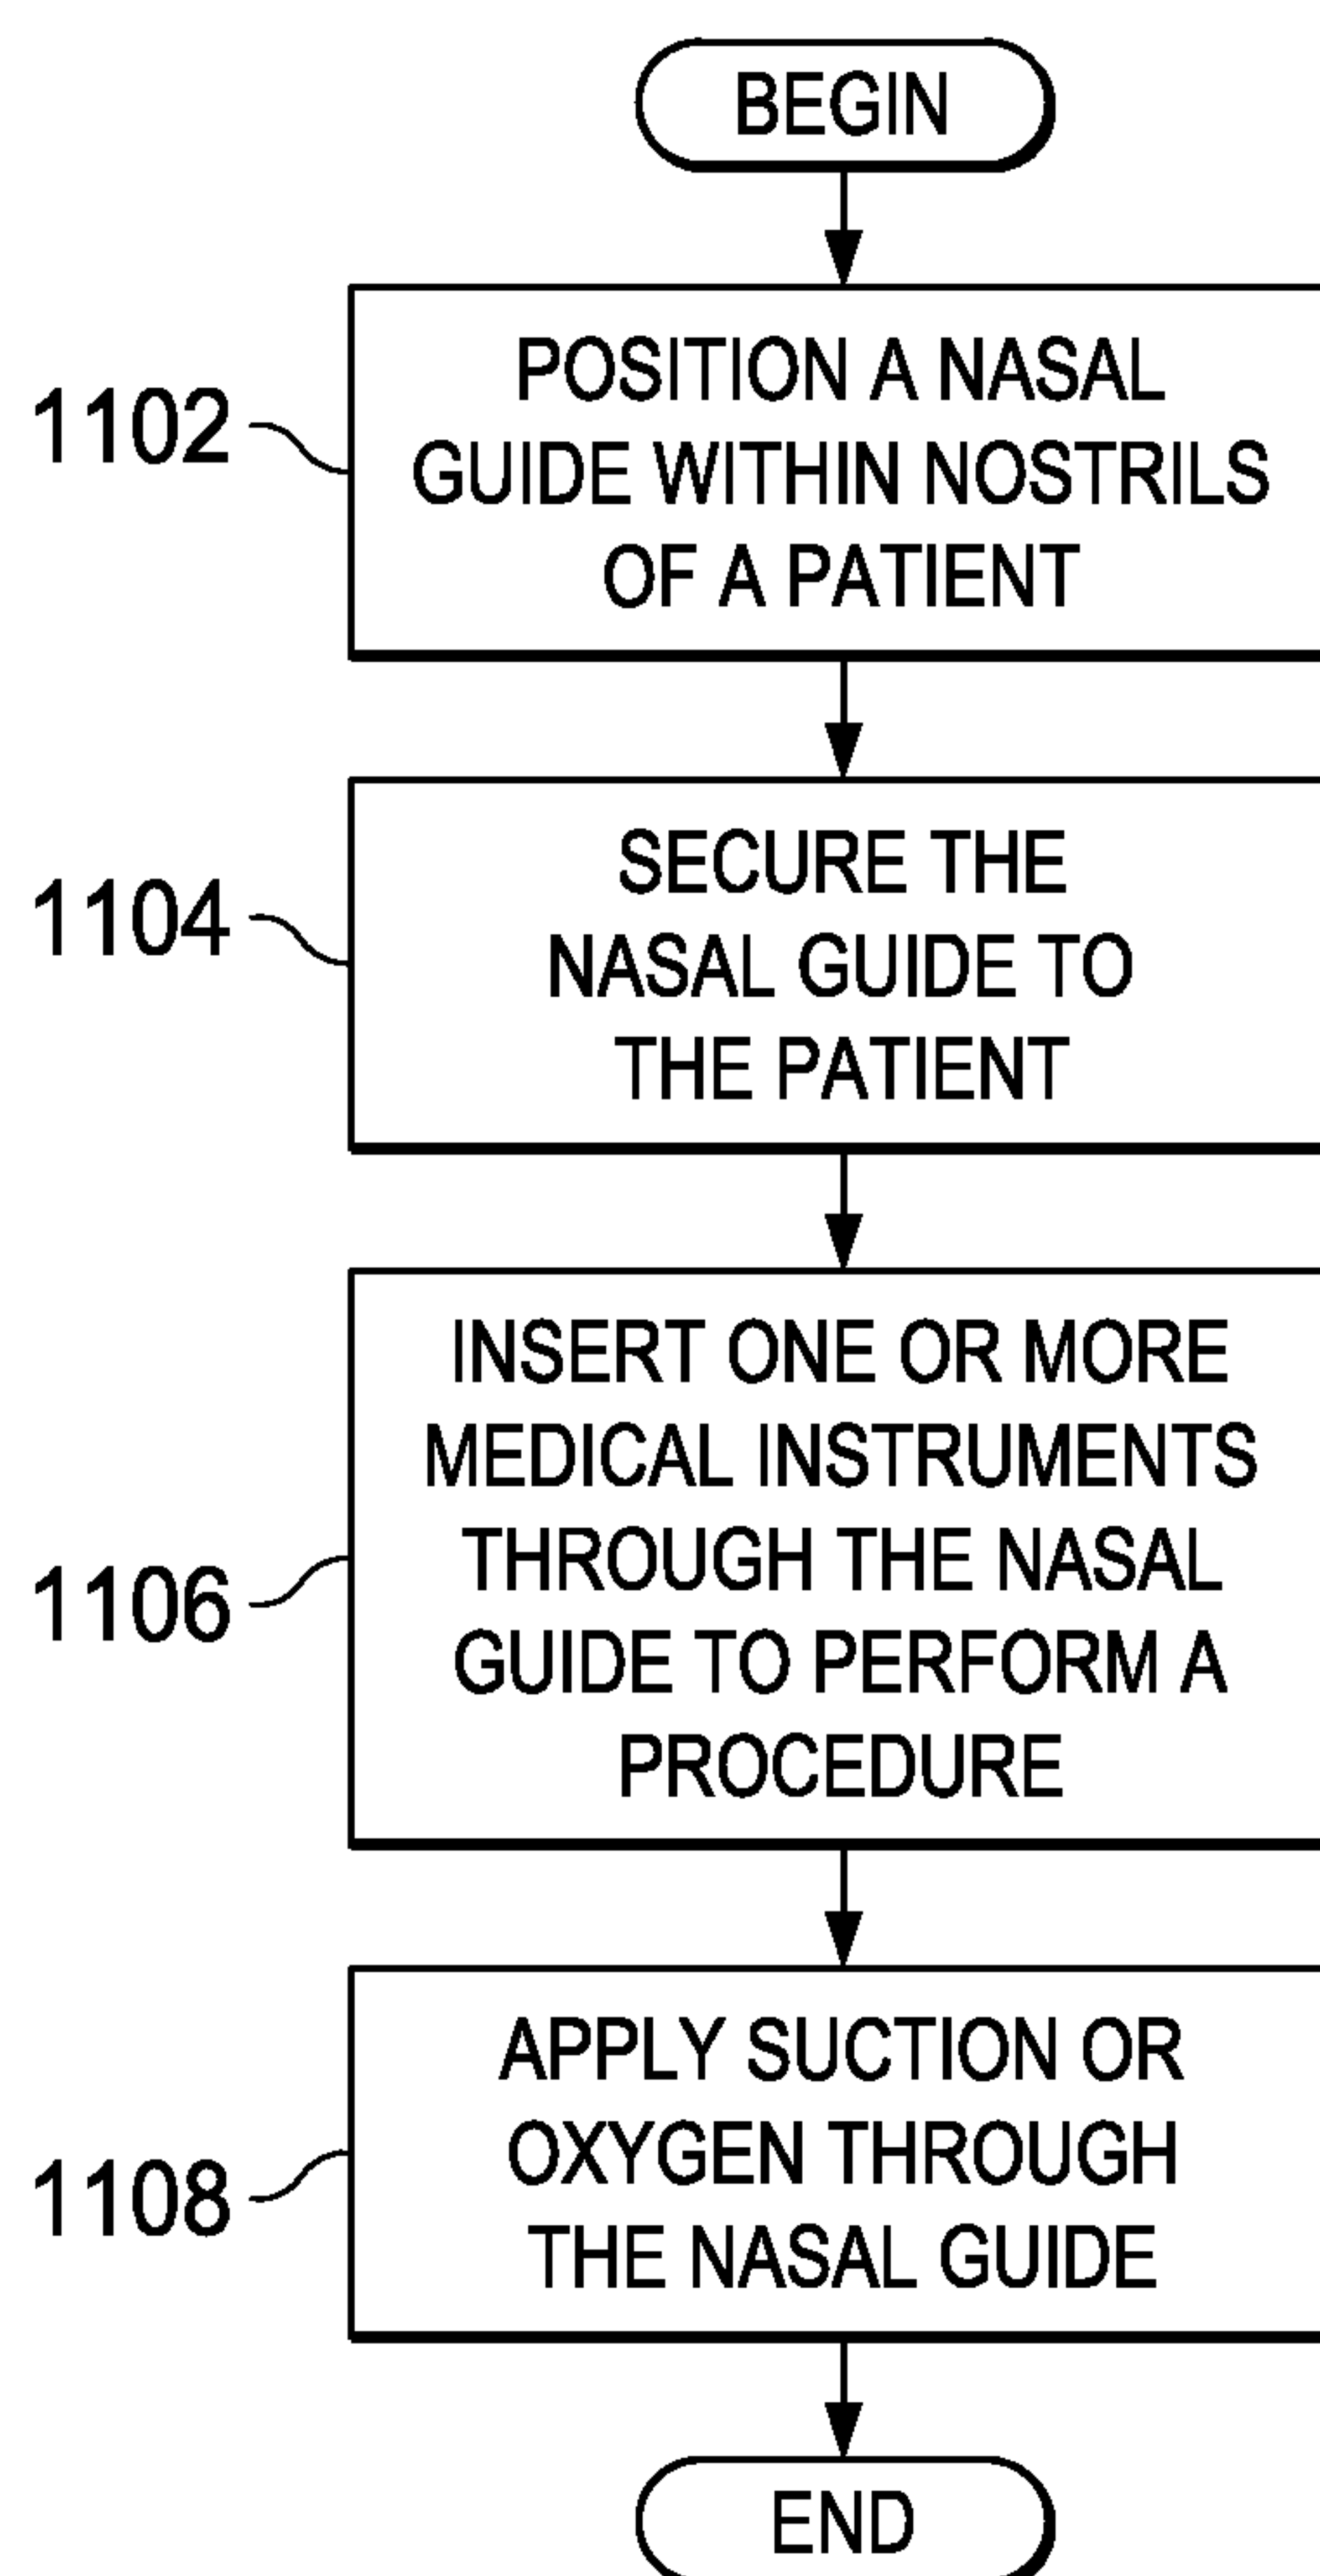 BEGIN
1102
POSITION A NASAL
GUIDE WITHIN NOSTRILS
OF A PATIENT
1104
SECURE THE
NASAL GUIDE TO
THE PATIENT
1106
INSERT ONE OR MORE
MEDICAL INSTRUMENTS
THROUGH THE NASAL
GUIDE TO PERFORM A
PROCEDURE
1108
APPLY SUCTION OR
OXYGEN THROUGH
THE NASAL GUIDE
END